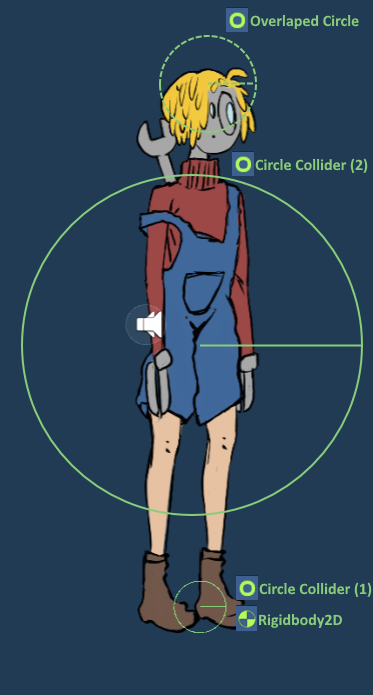 Overlaped Circle
Circle Collider (2)
Circle Collider (1)
Rigidbody2D